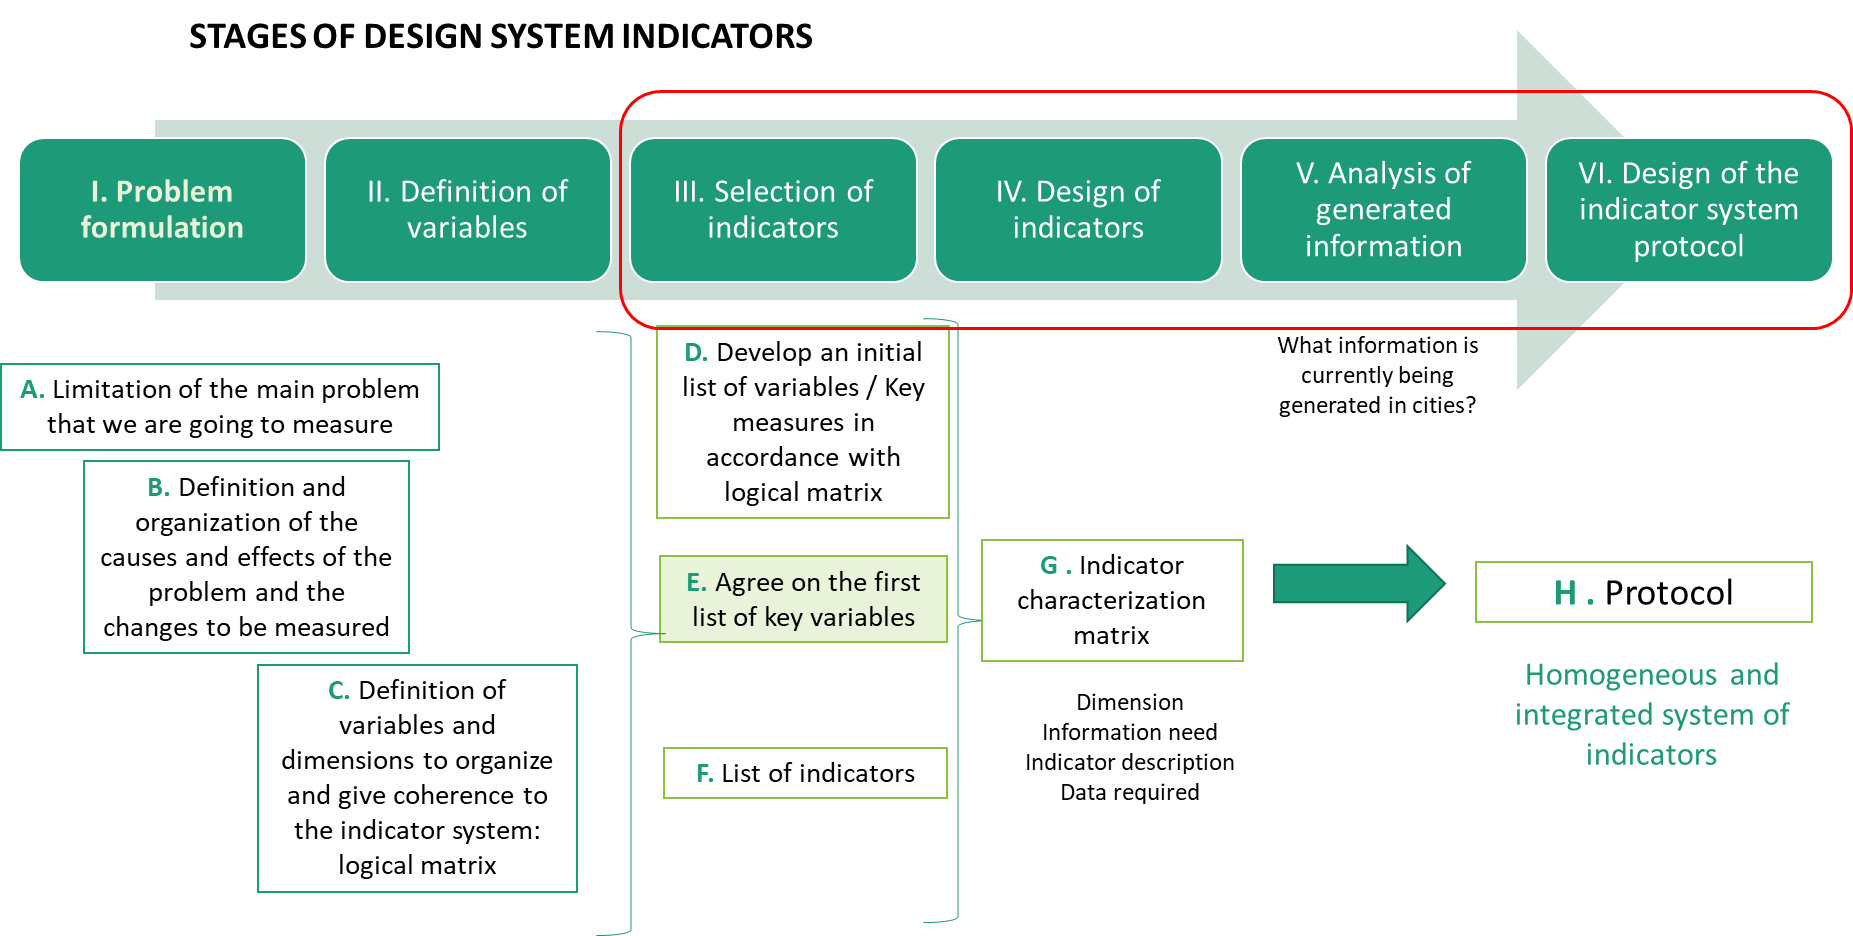 STAGES OF DESIGN SYSTEM INDICATORS
I. Problem
formulation
II. Definition of
variables
III. Selection of
indicators
IV. Design of
indicators
V. Analysis of
generated
information
VI. Design of the
indicator system
protocol
A. Limitation of the main problem
that we are going to measure
B. Definition and
organization of the
causes and effects of the
problem and the
changes to be measured
C. Definition of
variables and
dimensions to organize
and give coherence to
the indicator system:
logical matrix
D. Develop an initial
list of variables / Key
measures in
accordance with
logical matrix
E. Agree on the first
list of key variables
F. List of indicators
G . Indicator
characterization
matrix
Dimension
Information need
Indicator description
Data required
What information is
currently being
generated in cities?
H . Protocol
Homogeneous and
integrated system of
indicators